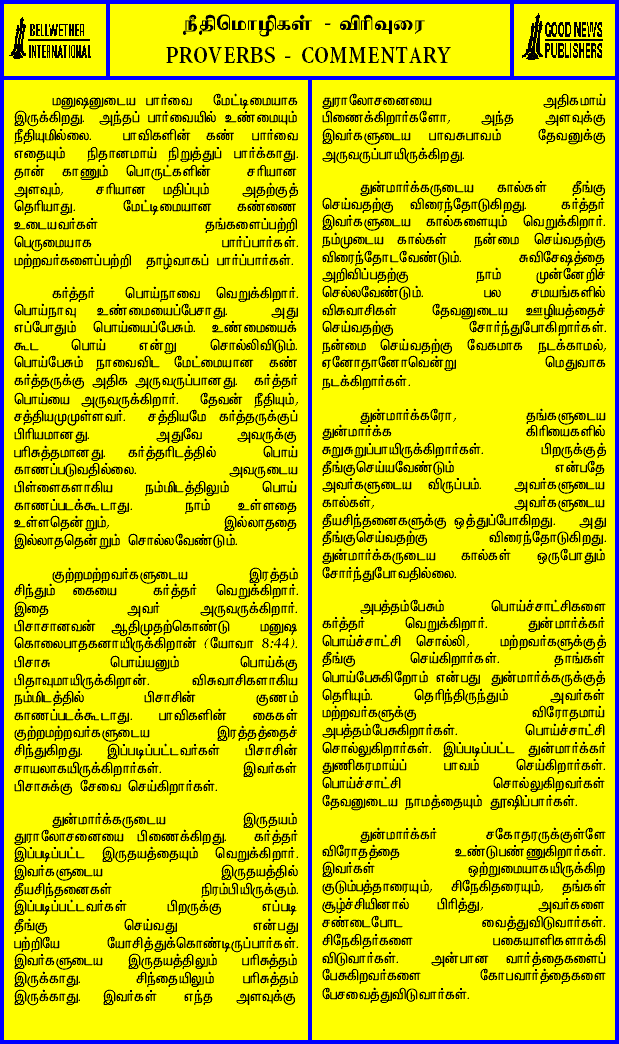 BELLWETHER
INTERNATIONAL
நீதிமொழிகள் - விரிவுரை
PROVERBS - COMMENTARY
GOOD NEWS
PUBLISHERS
மனுஷனுடைய பார்வை மேட்டிமையாக
இருக்கிறது. அந்தப் பார்வையில் உண்மையும்
நீதியுமில்லை. பாவிகளின் கண் பார்வை
எதையும் நிதானமாய் நிறுத்துப் பார்க்காது.
தான் காணும் பொருட்களின் சரியான
அளவும், சரியான மதிப்பும் அதற்குத்
தெரியாது. மேட்டிமையான கண்ணை
உடையவர்கள் தங்களைப்பற்றி
பெருமையாக பார்ப்பார்கள்.
மற்றவர்களைப்பற்றி தாழ்வாகப் பார்ப்பார்கள்.
கர்த்தர் பொய்நாவை வெறுக்கிறார்.
பொய்நாவு உண்மையைப்பேசாது. அது
எப்போதும் பொய்யைப்பேசும். உண்மையைக்
கூட பொய் என்று சொல்லிவிடும்.
பொய்பேசும் நாவைவிட மேட்மையான கண்
கர்த்தருக்கு அதிக அருவருப்பானது. கர்த்தர்
பொய்யை அருவருக்கிறார். தேவன் நீதியும்,
சத்தியமுமுள்ளவர். சத்தியமே கர்த்தருக்குப்
பிரியமானது. அதுவே அவருக்கு
பரிசுத்தமானது. கர்த்தரிடத்தில் பொய்
காணப்படுவதில்லை. அவருடைய
பிள்ளைகளாகிய நம்மிடத்திலும் பொய்
காணப்படக்கூடாது. நாம் உள்ளதை
உள்ளதென்றும், இல்லாததை
இல்லாததென்றும் சொல்லவேண்டும்.
குற்றமற்றவர்களுடைய இரத்தம்
சிந்தும் கையை கர்த்தர் வெறுக்கிறார்.
இதை அவர் அருவருக்கிறார்.
பிசாசானவன் ஆதிமுதற்கொண்டு மனுஷ
கொலைபாதகனாயிருக்கிறான் (யோவா 8:44).
பிசாசு பொய்யனும் பொய்க்கு
பிதாவுமாயிருக்கிறான். விசுவாசிகளாகிய
நம்மிடத்தில் பிசாசின் குணம்
காணப்படக்கூடாது. பாவிகளின் கைகள்
குற்றமற்றவர்களுடைய இரத்தத்தைச்
சிந்துகிறது. இப்படிப்பட்டவர்கள் பிசாசின்
சாயலாகயிருக்கிறார்கள். இவர்கள்
பிசாசுக்கு சேவை செய்கிறார்கள்.
துன்மார்க்கருடைய இருதயம்
துராலோசனையை பிணைக்கிறது. கர்த்தர்
இப்படிப்பட்ட இருதயத்தையும் வெறுக்கிறார்.
இவர்களுடைய இருதயத்தில்
தீயசிந்தனைகள் நிரம்பியிருக்கும்.
இப்படிப்பட்டவர்கள் பிறருக்கு எப்படி
தீங்கு செய்வது என்பது
பற்றியே யோசித்துக்கொண்டிருப்பார்கள்.
இவர்களுடைய இருதயத்திலும் பரிசுத்தம்
இருக்காது. சிந்தையிலும் பரிசுத்தம்
இருக்காது. இவர்கள் எந்த அளவுக்கு
துராலோசனையை அதிகமாய்
பிணைக்கிறார்களோ, அந்த அளவுக்கு
இவர்களுடைய பாவசுபாவம் தேவனுக்கு
அருவருப்பாயிருக்கிறது.
துன்மார்க்கருடைய கால்கள் தீங்கு
செய்வதற்கு விரைந்தோடுகிறது. கர்த்தர்
இவர்களுடைய கால்களையும் வெறுக்கிறார்.
நம்முடைய கால்கள் நன்மை செய்வதற்கு
விரைந்தோடவேண்டும். சுவிசேஷத்தை
அறிவிப்பதற்கு நாம் முன்னேறிச்
செல்லவேண்டும். பல சமயங்களில்
விசுவாசிகள் தேவனுடைய ஊழியத்தைச்
செய்வதற்கு சோர்ந்துபோகிறார்கள்.
நன்மை செய்வதற்கு வேகமாக நடக்காமல்,
ஏனோதானோவென்று மெதுவாக
நடக்கிறார்கள்.
துன்மார்க்கரோ, தங்களுடைய
துன்மார்க்க கிரியைகளில்
சுறுசுறுப்பாயிருக்கிறார்கள். பிறருக்குத்
தீங்குசெய்யவேண்டும் என்பதே
அவர்களுடைய விருப்பம். அவர்களுடைய
கால்கள், அவர்களுடைய
தீயசிந்தனைகளுக்கு ஒத்துப்போகிறது. அது
தீங்குசெய்வதற்கு விரைந்தோடுகிறது.
துன்மார்க்கருடைய கால்கள் ஒருபோதும்
சோர்ந்துபோவதில்லை.
அபத்தம்பேசும் பொய்ச்சாட்சிகளை
கர்த்தர் வெறுக்கிறார். துன்மார்க்கர்
பொய்ச்சாட்சி சொல்லி, மற்றவர்களுக்குத்
தீங்கு செய்கிறார்கள். தாங்கள்
பொய்பேசுகிறோம் என்பது துன்மார்க்கருக்குத்
தெரியும். தெரிந்திருந்தும் அவர்கள்
மற்றவர்களுக்கு விரோதமாய்
அபத்தம்பேசுகிறார்கள். பொய்ச்சாட்சி
சொல்லுகிறார்கள். இப்படிப்பட்ட துன்மார்க்கர்
துணிகரமாய்ப் பாவம் செய்கிறார்கள்.
பொய்ச்சாட்சி சொல்லுகிறவர்கள்
தேவனுடைய நாமத்தையும் தூஷிப்பார்கள்.
துன்மார்க்கர் சகோதரருக்குள்ளே
விரோதத்தை உண்டுபண்ணுகிறார்கள்.
இவர்கள் ஒற்றுமையாகயிருக்கிற
குடும்பத்தாரையும், சிநேகிதரையும், தங்கள்
சூழ்ச்சியினால் பிரித்து, அவர்களை
சண்டைபோட வைத்துவிடுவார்கள்.
சிநேகிதர்களை பகையாளிகளாக்கி
விடுவார்கள். அன்பான வார்த்தைகளைப்
பேசுகிறவர்களை கோபவார்த்தைகளை
பேசவைத்துவிடுவார்கள்.